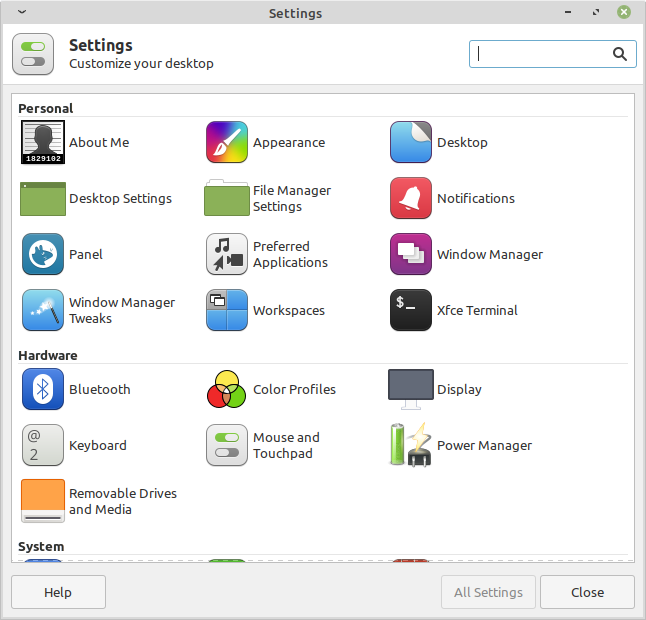 Settings
Settings
Customize your desktop
Personal
About Me
Appearance
Desktop
Desktop Settings
File Manager
Settings
Notifications
Panel
Preferred
Applications
Window Manager
Window Manager
Tweaks
Workspaces
Xfce Terminal
Hardware
Bluetooth
Color Profiles
Display
Keyboard
Mouse and
Touchpad
Power Manager
Removable Drives
and Media
System
Help
All Settings
Close
1829102
$_
@
2